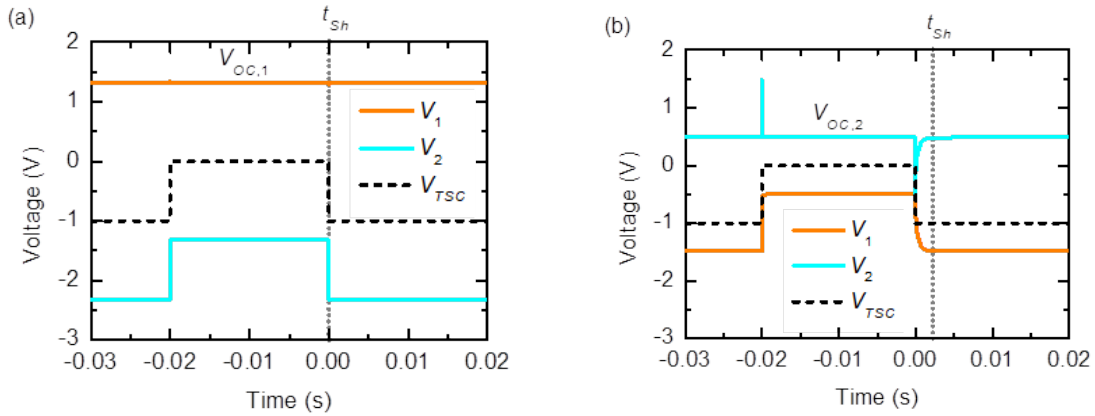 (a)
t_Sh
V_OC,1
V_1
V_2
V_TSC
Voltage (V)
2
1
0
-1
-2
-3
-0.03 -0.02 -0.01 0.00 0.01 0.02
Time (s)
(b)
t_Sh
V_OC,2
V_1
V_2
V_TSC
Voltage (V)
2
1
0
-1
-2
-3
-0.03 -0.02 -0.01 0.00 0.01 0.02
Time (s)